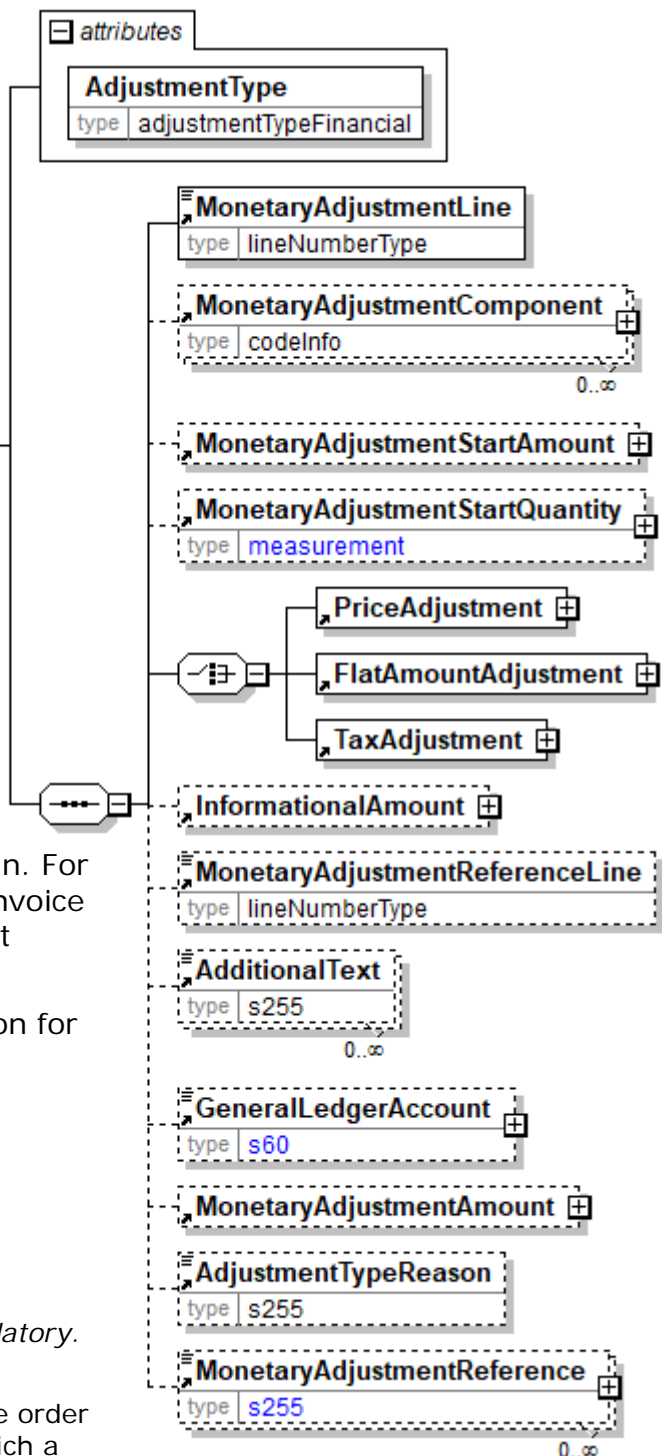 attributes
AdjustmentType
type adjustmentTypeFinancial
MonetaryAdjustmentLine
type lineNumberType
MonetaryAdjustmentComponent
type codeInfo
0..∞
MonetaryAdjustmentStartAmount
MonetaryAdjustmentStartQuantity
type measurement
PriceAdjustment
FlatAmountAdjustment
TaxAdjustment
InformationalAmount
n. For
nvoice
t
on for
MonetaryAdjustmentReferenceLine
type lineNumberType
AdditionalText
type s255
0..∞
GeneralLedgerAccount
type s60
MonetaryAdjustmentAmount
AdjustmentTypeReason
type s255
latory.
MonetaryAdjustmentReference
type s255
0..∞
e order
ich a